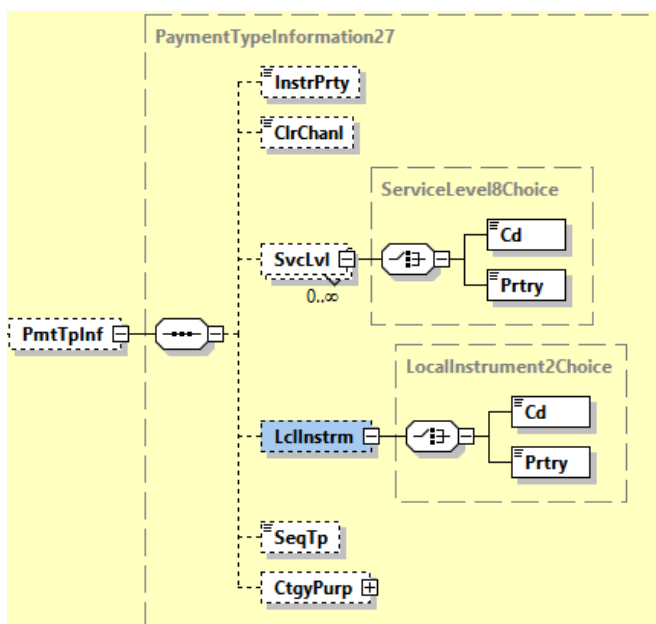 PaymentTypeInformation27
InstrPrty
ClrChanl
ServiceLevel8Choice
Cd
SvcLvl
0..∞
Prtry
PmtTpInf
LocalInstrument2Choice
Cd
LclInstrm
Prtry
SeqTp
CtgyPurp